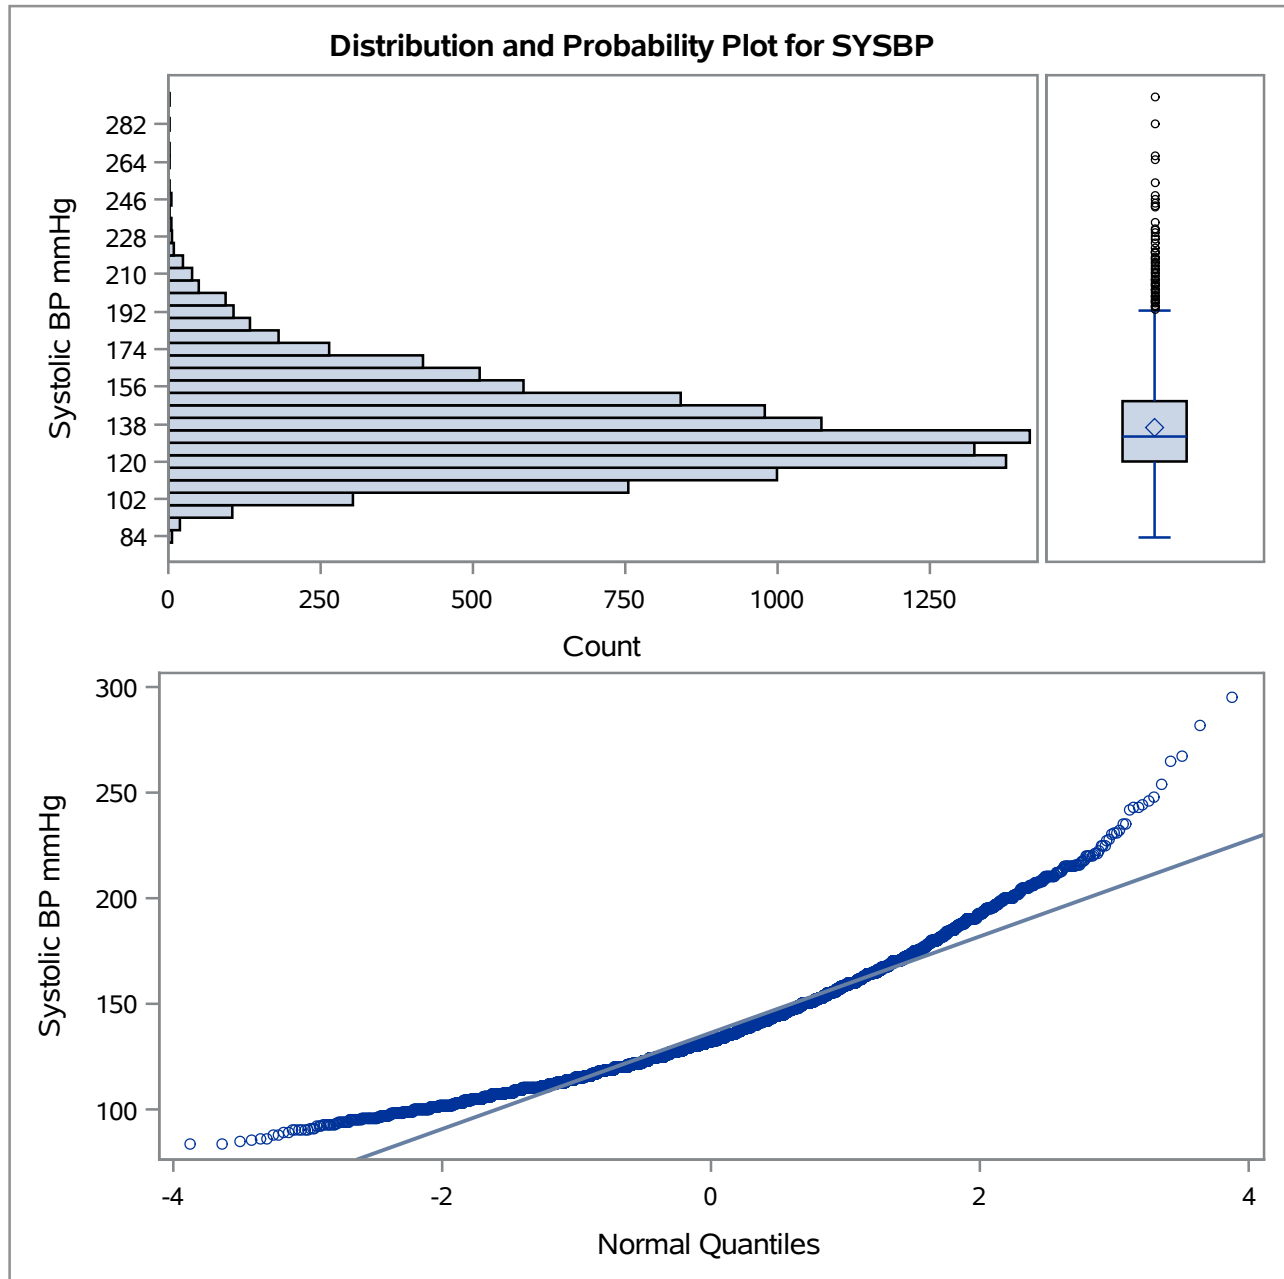 Distribution and Probability Plot for SYSBP
Systolic BP mmHg
282
264
246
228
210
192
174
156
138
120
102
84
0 250 500 750 1000 1250
Count
Systolic BP mmHg
300
250
200
150
100
-4 -2 0 2 4
Normal Quantiles